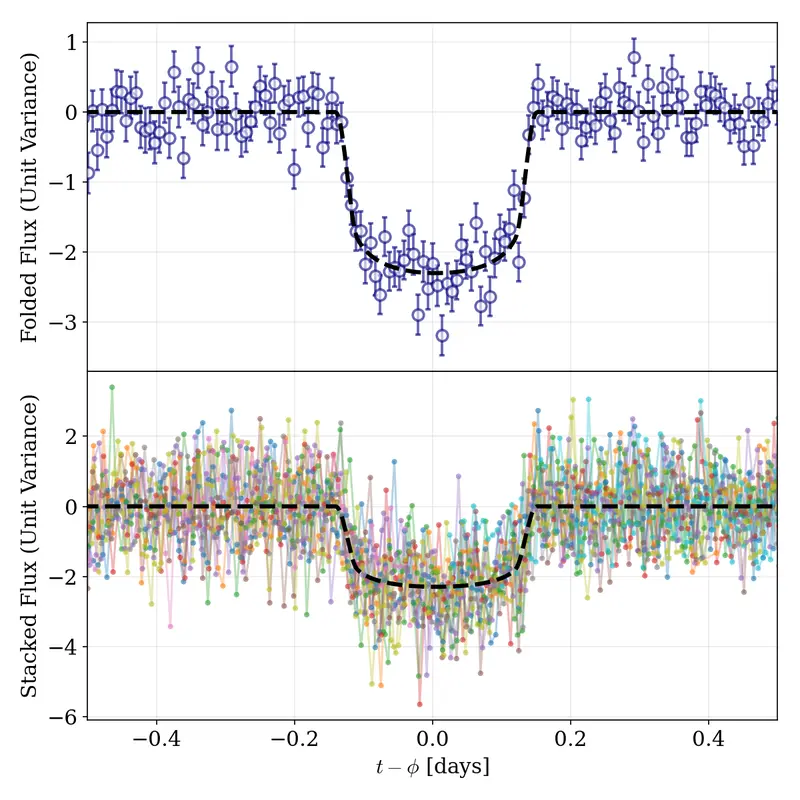 Folded Flux (Unit Variance)
1
0
−1
−2
−3
Stacked Flux (Unit Variance)
2
0
−2
−4
−6
−0.4 −0.2 0.0 0.2 0.4
t − ϕ [days]